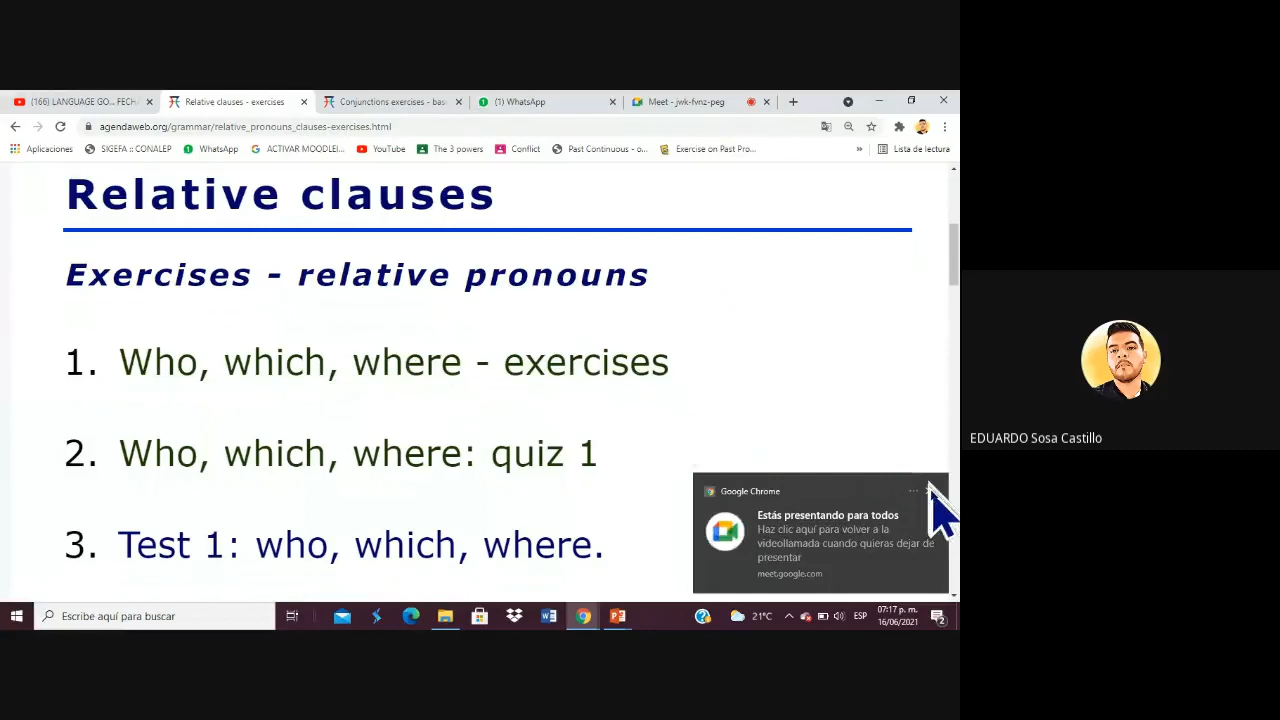 (166) LANGUAGE GO... FECH
Relative clauses - exercises
Conjunctions exercises - bas
(1) WhatsApp
Meet - jwk-fvnz-peg
agendaweb.org/grammar/relative_pronouns_clauses-exercises.html
Aplicaciones
SIGEFA :: CONALEP
WhatsApp
ACTIVAR MOODLEI...
YouTube
The 3 powers
Conflict
Past Continuous - o...
Exercise on Past Pro...
»
Lista de lectura
Relative clauses
Exercises - relative pronouns
1. Who, which, where - exercises
2. Who, which, where: quiz 1
3. Test 1: who, which, where.
Google Chrome
Estás presentando para todos
Haz clic aquí para volver a la
videollamada cuando quieras dejar de
presentar
meet.google.com
EDUARDO Sosa Castillo
Escribe aquí para buscar
21°C
ESP
07:17 p. m.
16/06/2021
2